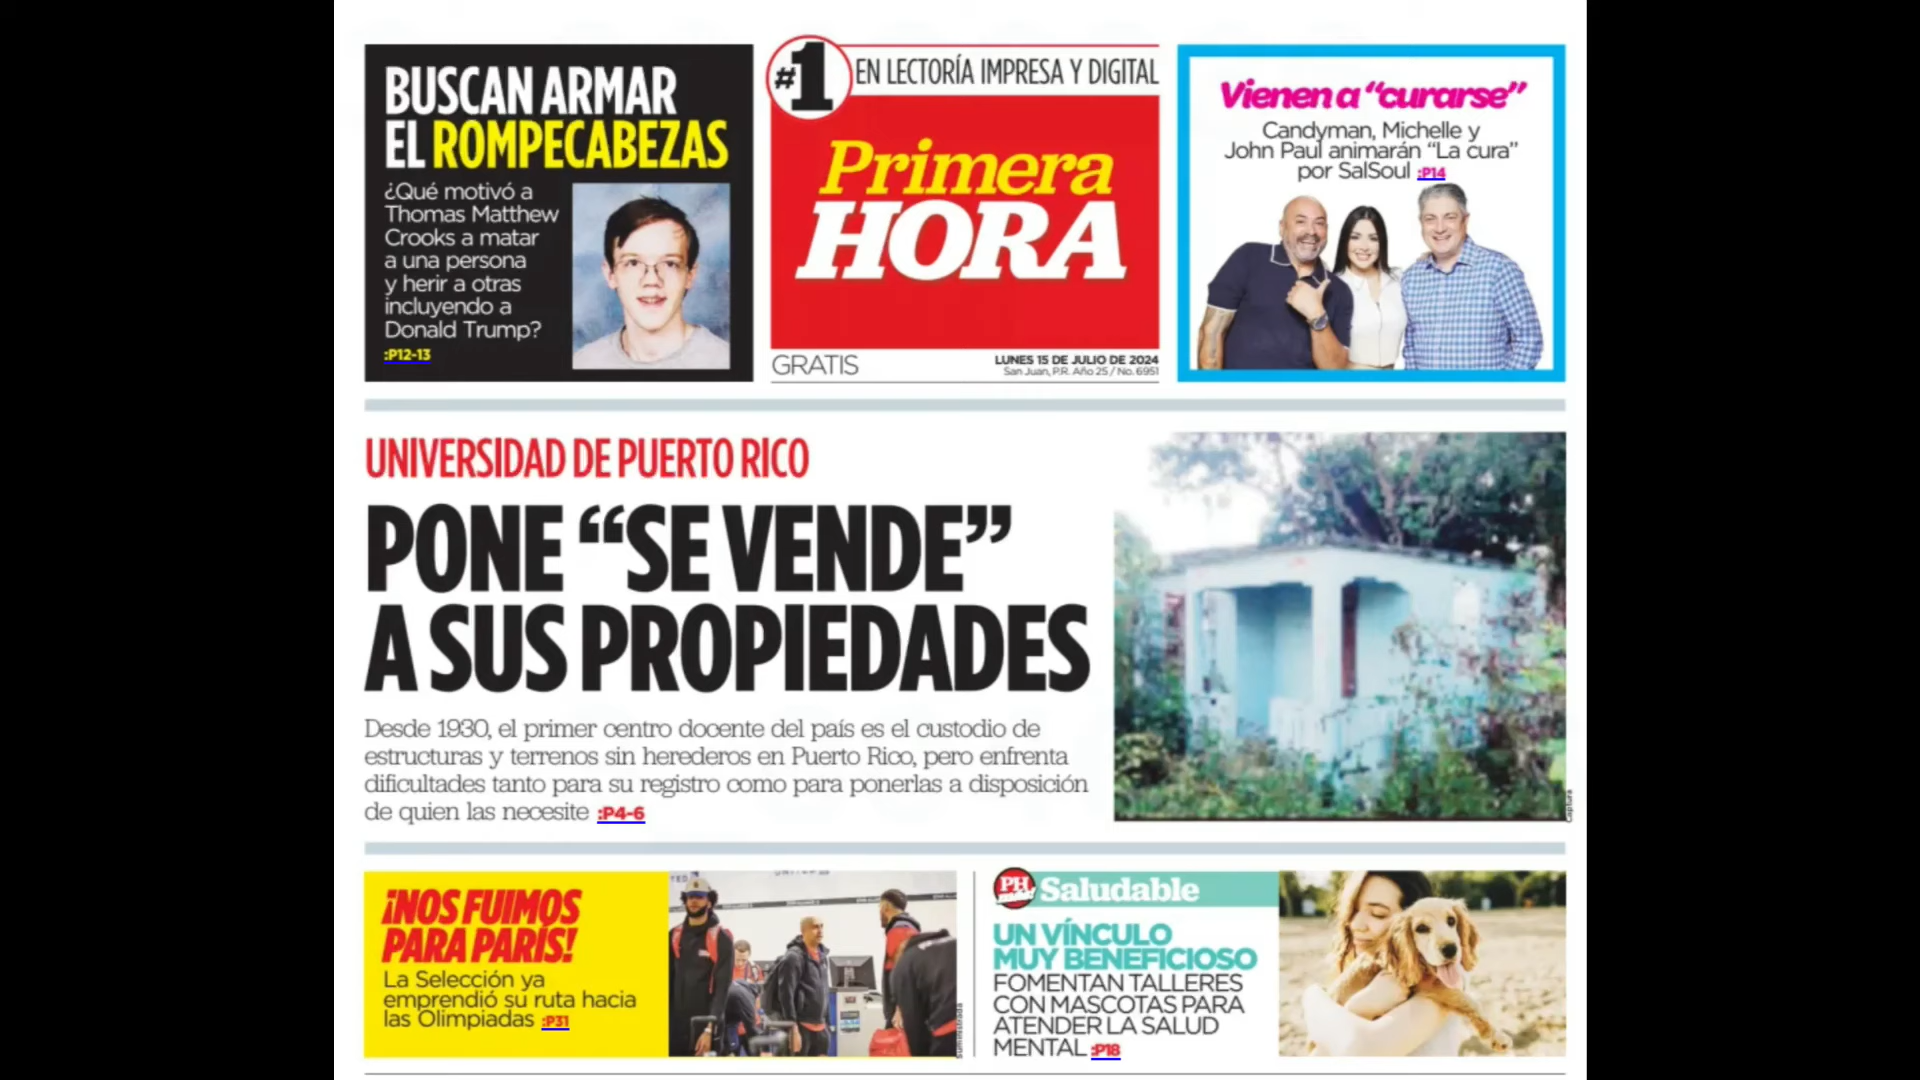 BUSCAN ARMAR
EL ROMPECABEZAS
¿Qué motivó a
Thomas Matthew
Crooks a matar
a una persona
y herir a otras
incluyendo a
Donald Trump?
:P12-13
#1 EN LECTORÍA IMPRESA Y DIGITAL
Primera
HORA
GRATIS
LUNES 15 DE JULIO DE 2024
San Juan, P.R. Año 25 / No. 6951
Vienen a “curarse”
Candyman, Michelle y
John Paul animarán “La cura”
por SalSoul :P14
UNIVERSIDAD DE PUERTO RICO
PONE “SE VENDE”
A SUS PROPIEDADES
Desde 1930, el primer centro docente del país es el custodio de
estructuras y terrenos sin herederos en Puerto Rico, pero enfrenta
dificultades tanto para su registro como para ponerlas a disposición
de quien las necesite :P4-6
Captura
¡NOS FUIMOS
PARA PARÍS!
La Selección ya
emprendió su ruta hacia
las Olimpiadas :P31
Suministrada
PH
Saludable
UN VÍNCULO
MUY BENEFICIOSO
FOMENTAN TALLERES
CON MASCOTAS PARA
ATENDER LA SALUD
MENTAL :P18